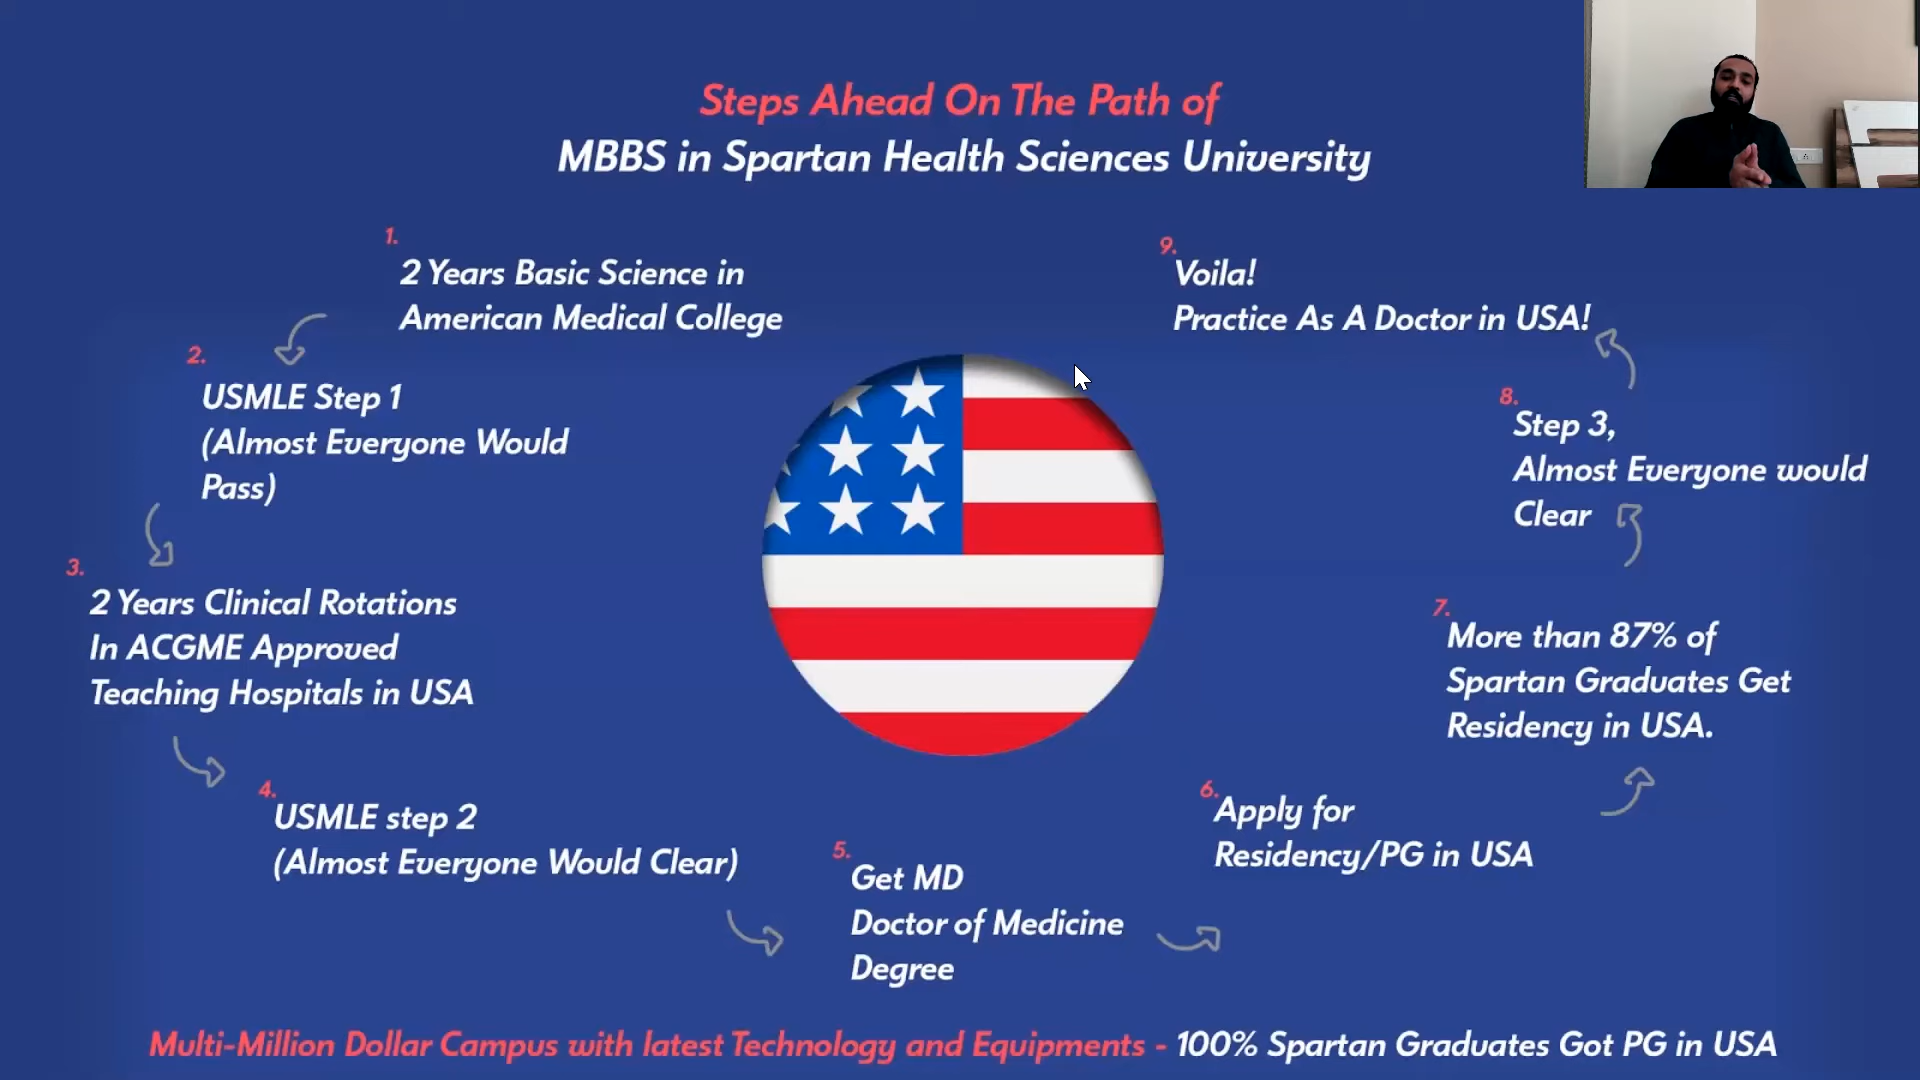 Steps Ahead On The Path of
MBBS in Spartan Health Sciences University
1.
2 Years Basic Science in
American Medical College
2.
USMLE Step 1
(Almost Everyone Would
Pass)
3.
2 Years Clinical Rotations
In ACGME Approved
Teaching Hospitals in USA
4.
USMLE step 2
(Almost Everyone Would Clear)
5.
Get MD
Doctor of Medicine
Degree
6.
Apply for
Residency/PG in USA
7.
More than 87% of
Spartan Graduates Get
Residency in USA.
8.
Step 3,
Almost Everyone would
Clear
9.
Voila!
Practice As A Doctor in USA!
Multi-Million Dollar Campus with latest Technology and Equipments - 100% Spartan Graduates Got PG in USA